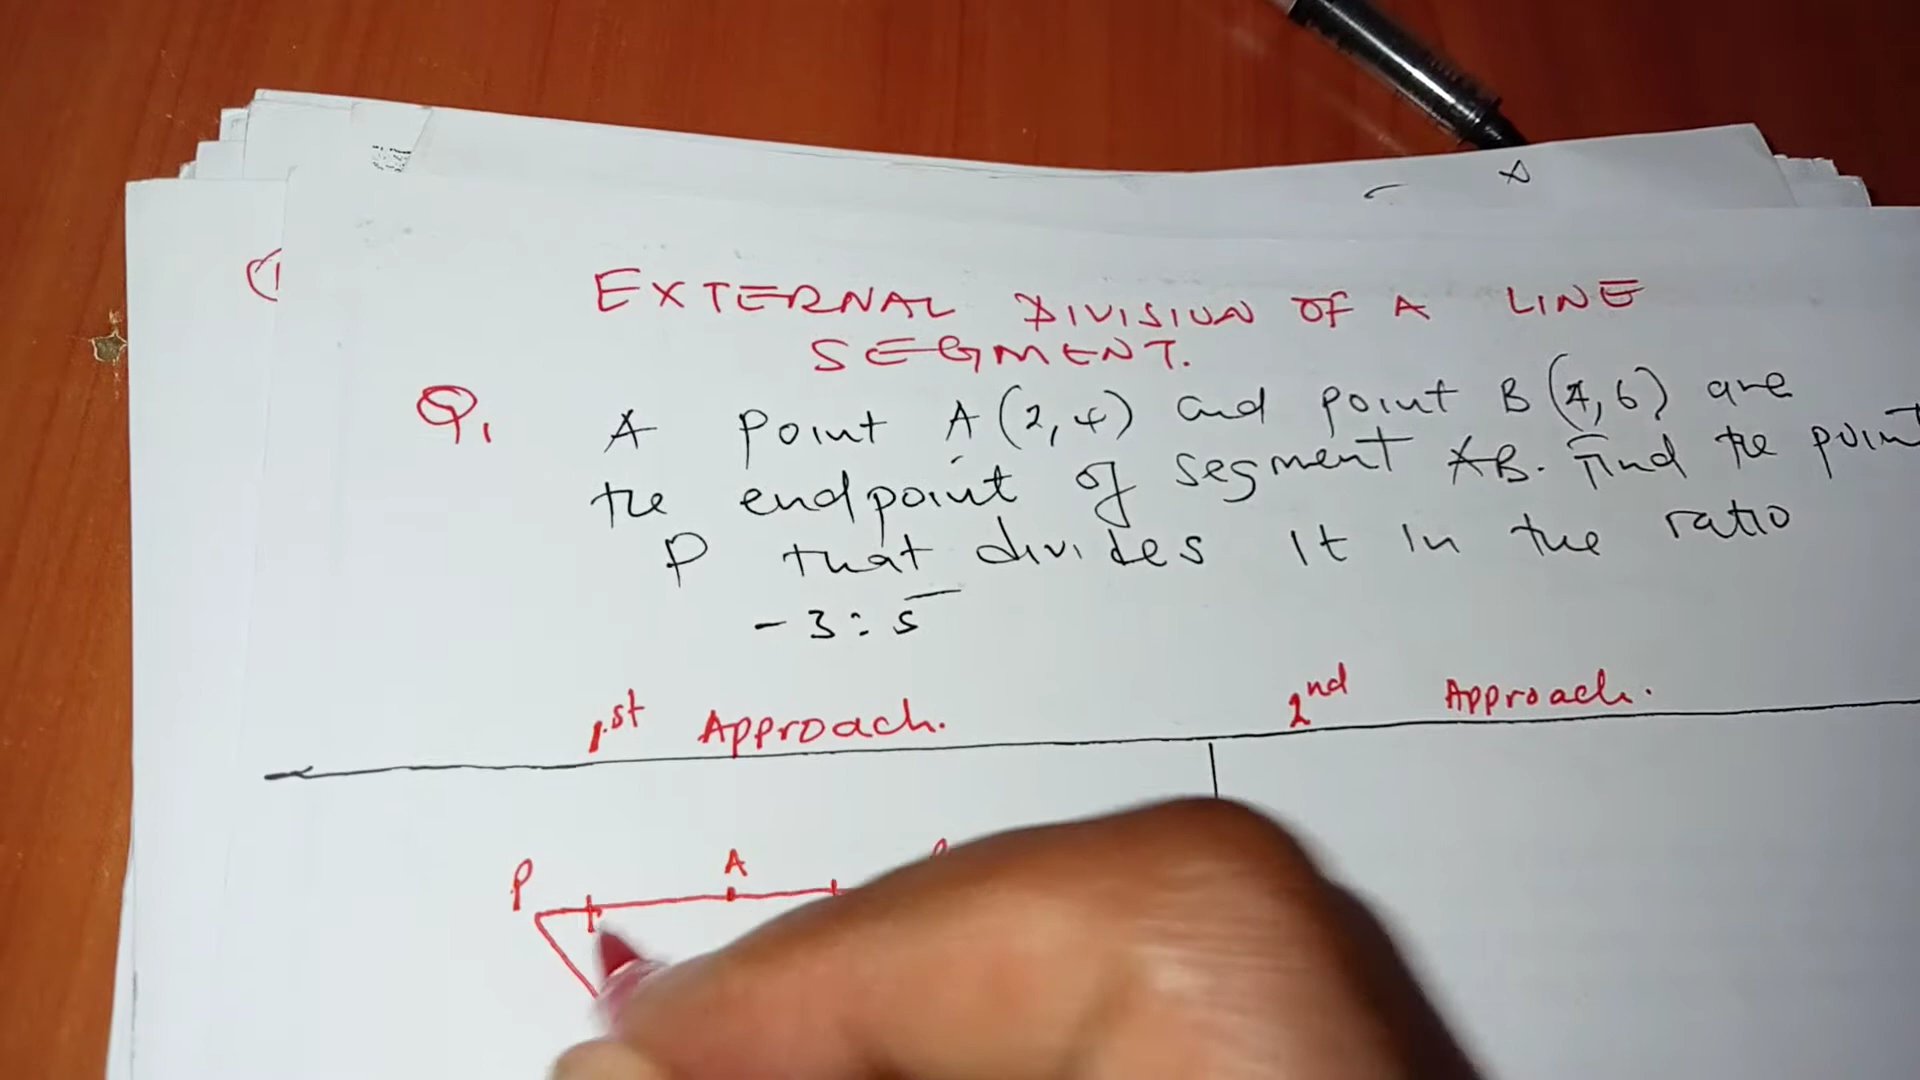 EXTERNAL DIVISION OF A LINE
SEGMENT.
Q1 A point A(2,4) and point B(4,6) are
the endpoint of segment AB. Find the point
P that divides it in the ratio
-3:5
1st Approach.
2nd Approach.
P A